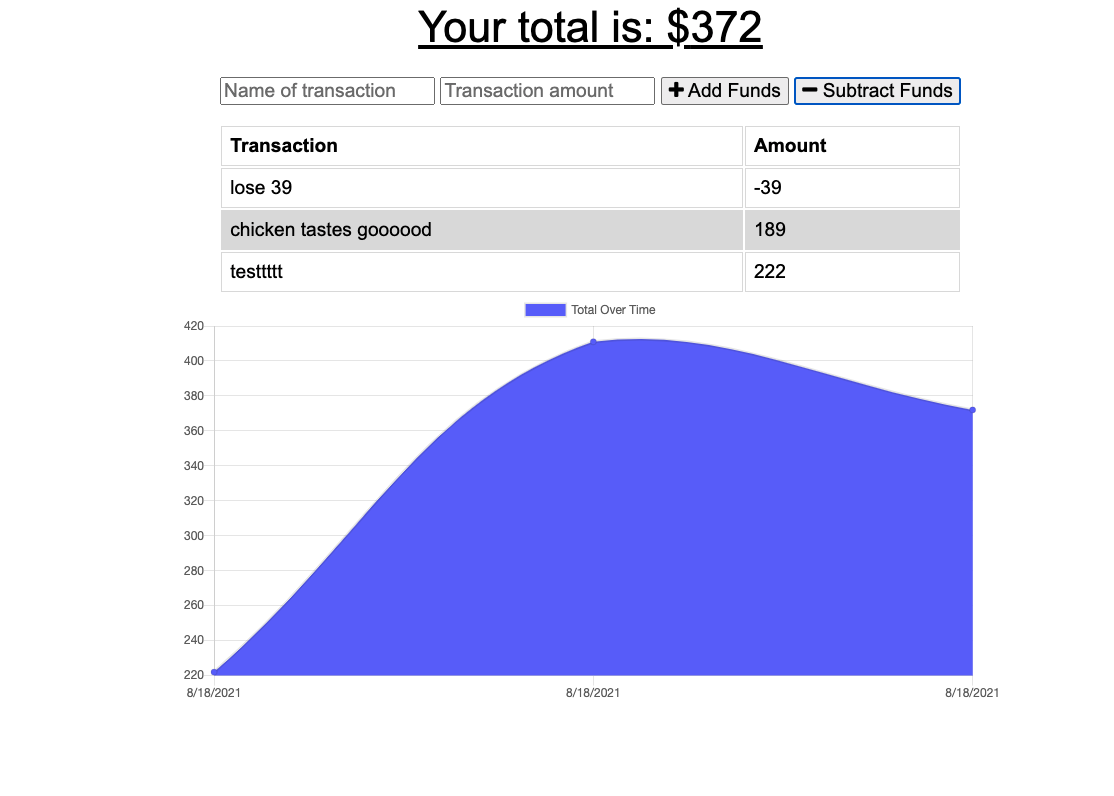 Your total is: $372
Name of transaction Transaction amount + Add Funds − Subtract Funds
Transaction Amount
lose 39 -39
chicken tastes goooood 189
testtttt 222
Total Over Time
420
400
380
360
340
320
300
280
260
240
220
8/18/2021 8/18/2021 8/18/2021